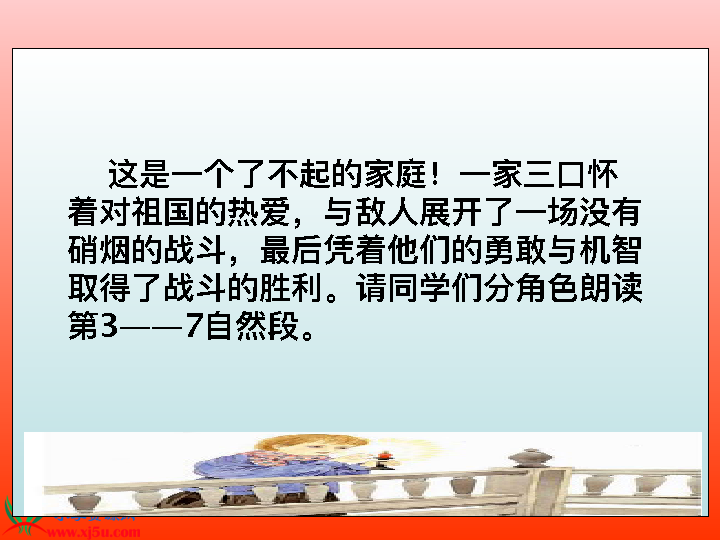 这是一个了不起的家庭！一家三口怀
着对祖国的热爱，与敌人展开了一场没有
硝烟的战斗，最后凭着他们的勇敢与机智
取得了战斗的胜利。请同学们分角色朗读
第3——7自然段。
www.xj5u.com